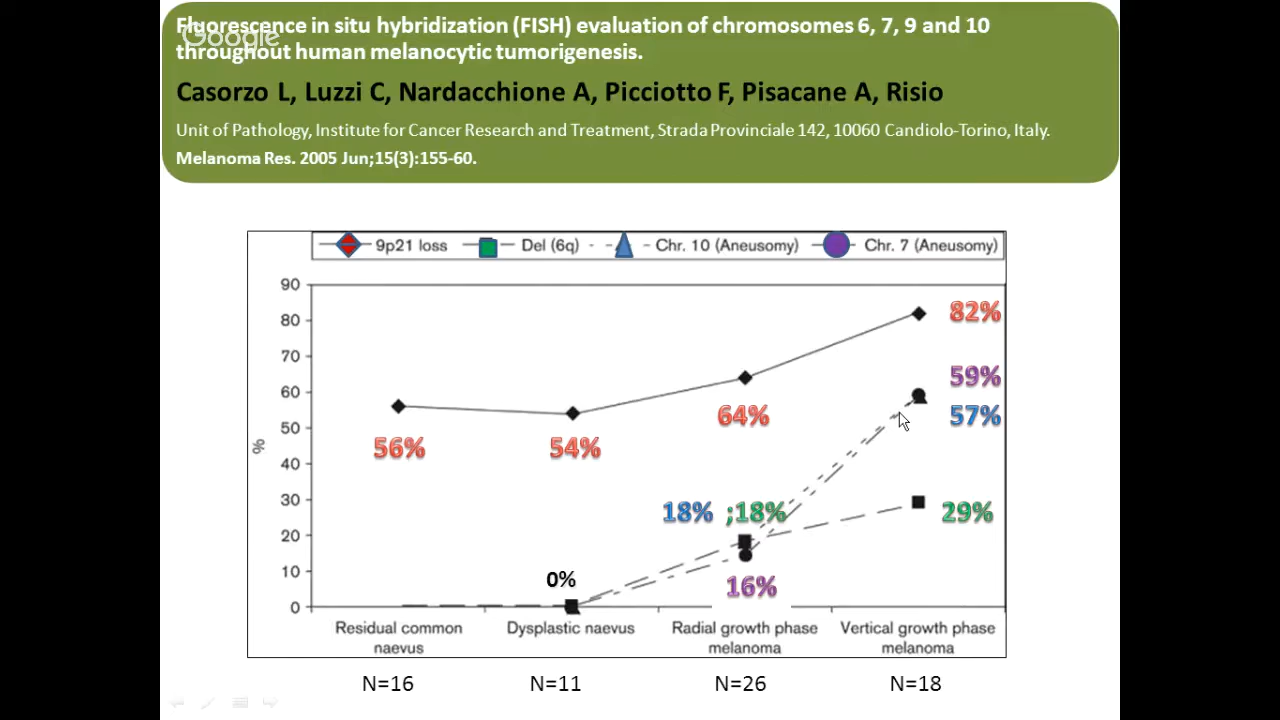 Fluorescence in situ hybridization (FISH) evaluation of chromosomes 6, 7, 9 and 10
Google
throughout human melanocytic tumorigenesis.
Casorzo L, Luzzi C, Nardacchione A, Picciotto F, Pisacane A, Risio
Unit of Pathology, Institute for Cancer Research and Treatment, Strada Provinciale 142, 10060 Candiolo-Torino, Italy.
Melanoma Res. 2005 Jun;15(3):155-60.
9p21 loss Del (6q) Chr. 10 (Aneusomy) Chr. 7 (Aneusomy)
90
80
70
60
50
40
30
20
10
0
%
82%
59%
57%
56%
54%
64%
18% ;18%
29%
0%
16%
Residual common naevus
Dysplastic naevus
Radial growth phase melanoma
Vertical growth phase melanoma
N=16
N=11
N=26
N=18